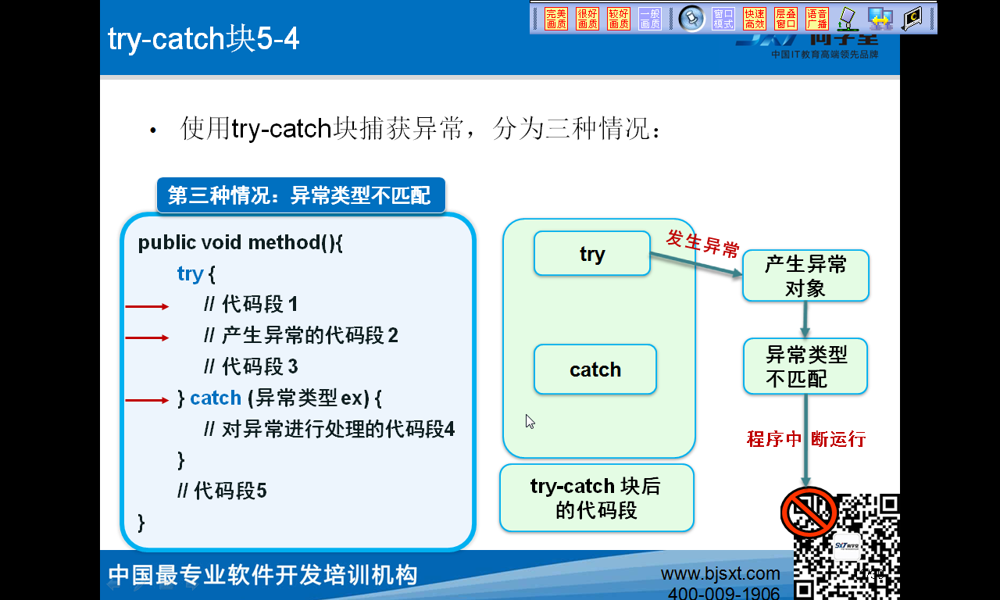 try-catch块5-4
完美画质
很好画质
较好画质
一般画质
窗口模式
快速高效
层叠窗口
语音广播
中国IT教育高端领先品牌
• 使用try-catch块捕获异常，分为三种情况：
第三种情况：异常类型不匹配
public void method(){
try {
// 代码段 1
// 产生异常的代码段 2
// 代码段 3
} catch (异常类型 ex) {
// 对异常进行处理的代码段4
}
// 代码段5
}
try
catch
try-catch 块后
的代码段
发生异常
产生异常
对象
异常类型
不匹配
程序中 断运行
SXT尚学堂
中国最专业软件开发培训机构
www.bjsxt.com
400-009-1906